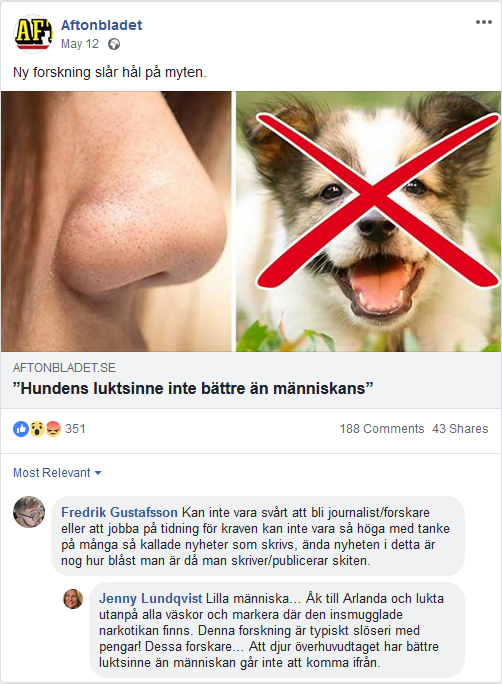 AF
Aftonbladet
May 12
Ny forskning slår hål på myten.
AFTONBLADET.SE
”Hundens luktsinne inte bättre än människans”
351
188 Comments 43 Shares
Most Relevant
Fredrik Gustafsson Kan inte vara svårt att bli journalist/forskare
eller att jobba på tidning för kraven kan inte vara så höga med tanke
på många så kallade nyheter som skrivs, ända nyheten i detta är
nog hur blåst man är då man skriver/publicerar skiten.
Jenny Lundqvist Lilla människa... Åk till Arlanda och lukta
utanpå alla väskor och markera där den insmugglade
narkotikan finns. Denna forskning är typiskt slöseri med
pengar! Dessa forskare... Att djur överhuvudtaget har bättre
luktsinne än människan går inte att komma ifrån.